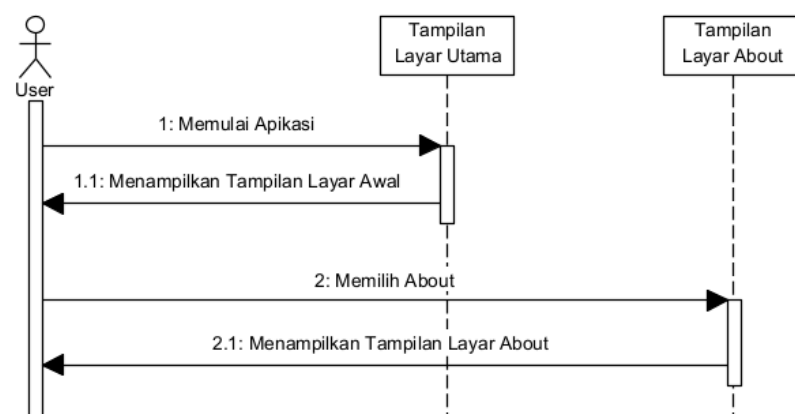 Tampilan
Layar Utama
Tampilan
Layar About
User
1: Memulai Apikasi
1.1: Menampilkan Tampilan Layar Awal
2: Memilih About
2.1: Menampilkan Tampilan Layar About